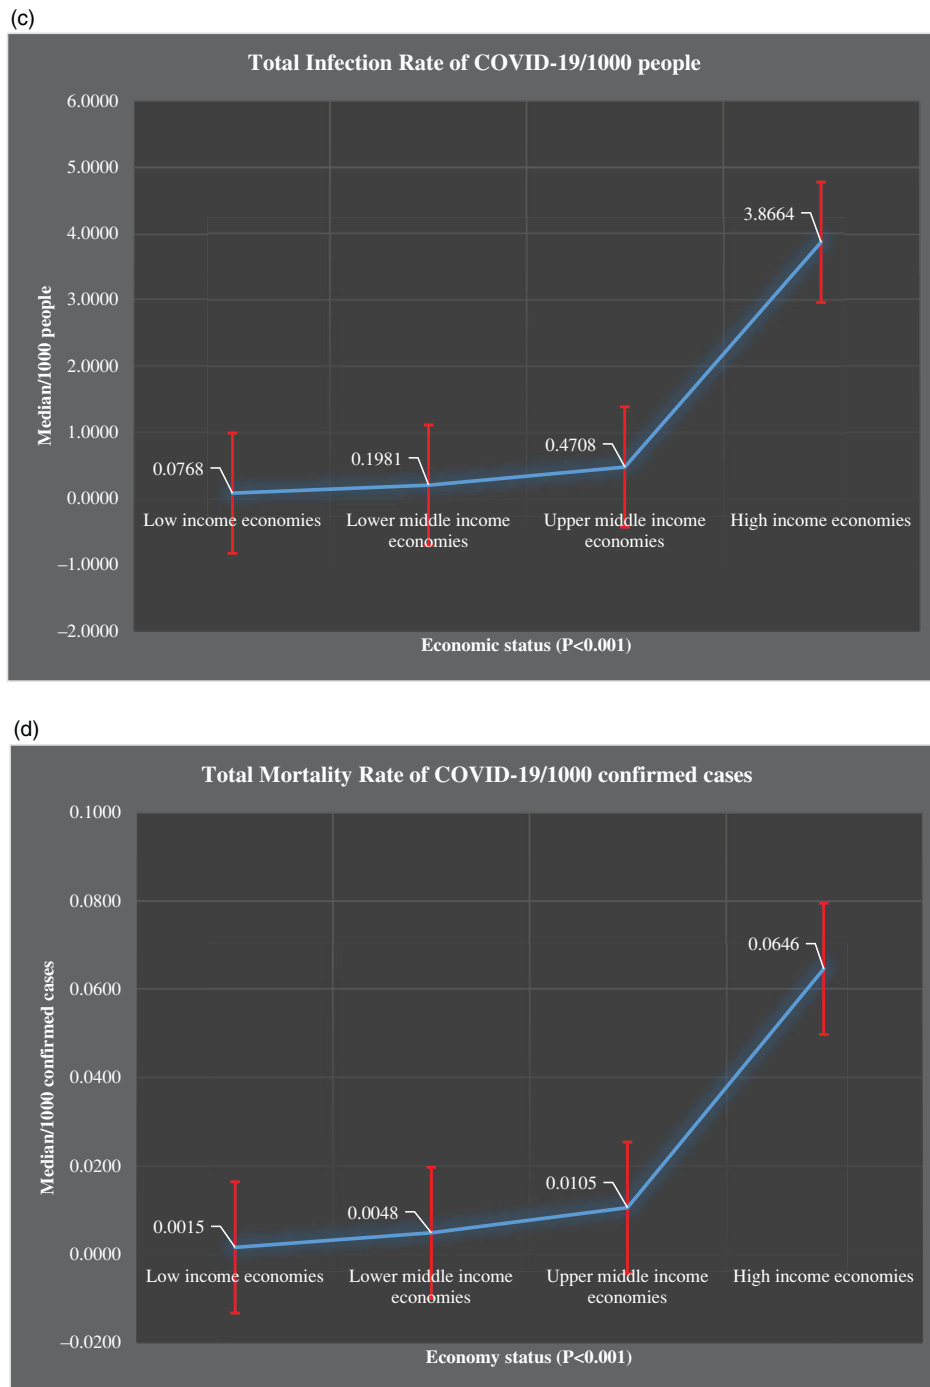 (c)
Total Infection Rate of COVID-19/1000 people
6.0000
5.0000
4.0000
3.0000
2.0000
1.0000
0.0000
–1.0000
–2.0000
Median/1000 people
0.0768
0.1981
0.4708
3.8664
Low income economies
Lower middle income
economies
Upper middle income
economies
High income economies
Economic status (P<0.001)
(d)
Total Mortality Rate of COVID-19/1000 confirmed cases
0.1000
0.0800
0.0600
0.0400
0.0200
0.0000
–0.0200
Median/1000 confirmed cases
0.0015
0.0048
0.0105
0.0646
Low income economies
Lower middle income
economies
Upper middle income
economies
High income economies
Economy status (P<0.001)